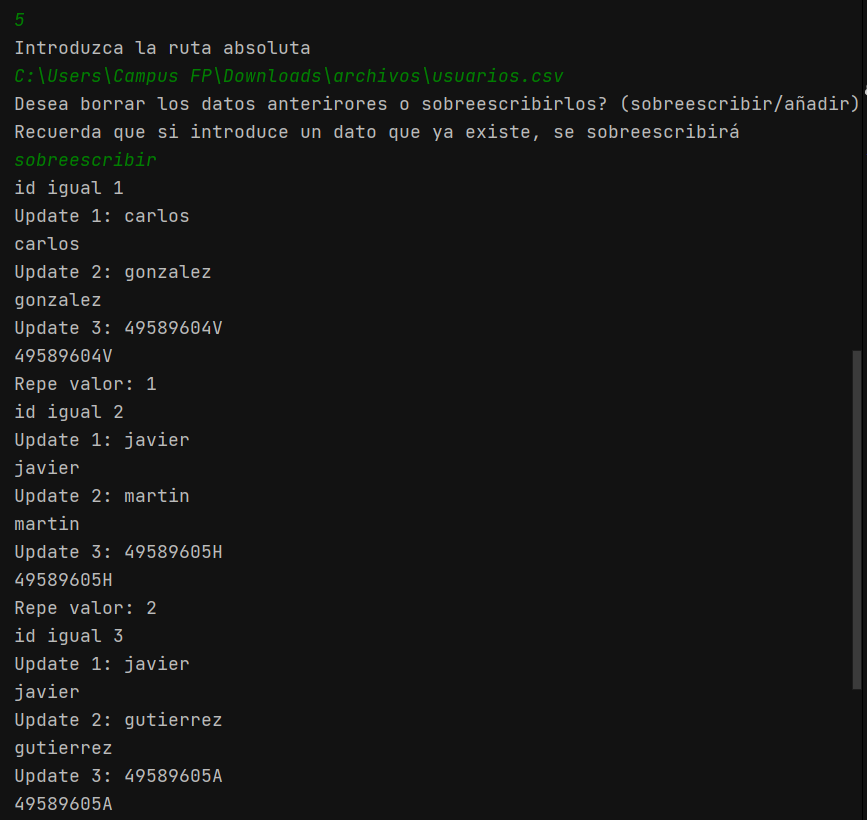 5
Introduzca la ruta absoluta
C:\Users\Campus FP\Downloads\archivos\usuarios.csv
Desea borrar los datos anterirores o sobreescribirlos? (sobreescribir/añadir)
Recuerda que si introduce un dato que ya existe, se sobreescribirá
sobreescribir
id igual 1
Update 1: carlos
carlos
Update 2: gonzalez
gonzalez
Update 3: 49589604V
49589604V
Repe valor: 1
id igual 2
Update 1: javier
javier
Update 2: martin
martin
Update 3: 49589605H
49589605H
Repe valor: 2
id igual 3
Update 1: javier
javier
Update 2: gutierrez
gutierrez
Update 3: 49589605A
49589605A